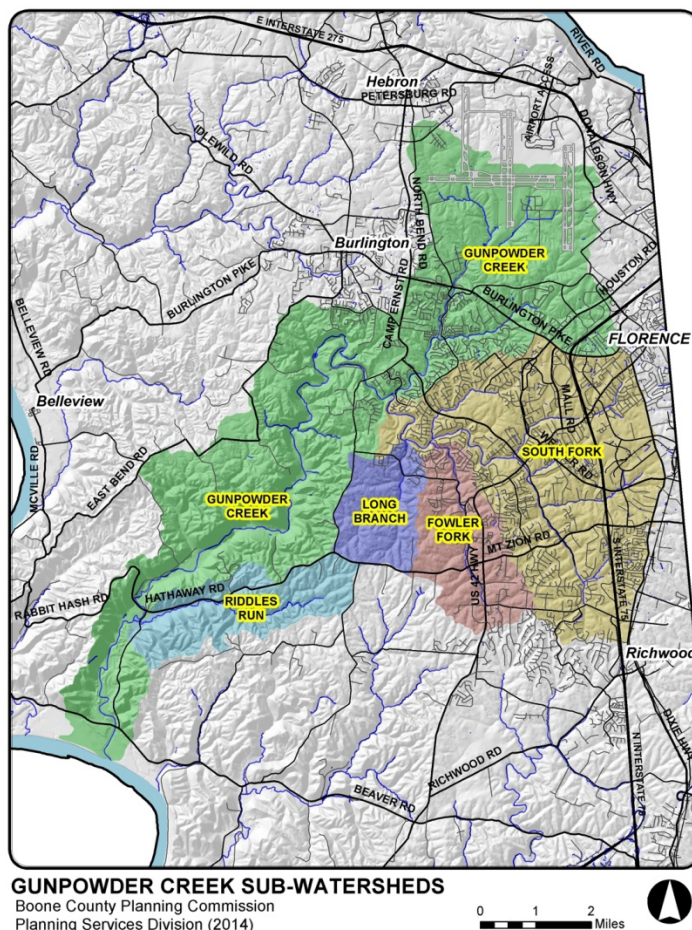 E INTERSTATE 275
RIVER RD
Hebron
PETERSBURG RD
AIRPORT ACCESS
DONALDSON HWY
IDLEWILD RD
NORTH BEND RD
Burlington
GUNPOWDER
CREEK
HOUSTON RD
BURLINGTON PIKE
CAMP ERNST RD
BURLINGTON PIKE
BELLEVIEW RD
FLORENCE
Belleview
MALL RD
SOUTH FORK
MCVILLE RD
EAST BEND RD
GUNPOWDER
CREEK
LONG
BRANCH
FOWLER
FORK
MT ZION RD
US 42 HWY
S INTERSTATE 75
RABBIT HASH RD
HATHAWAY RD
RIDDLES
RUN
Richwood
RICHWOOD RD
DIXIE HWY
N INTERSTATE 75
BEAVER RD
GUNPOWDER CREEK SUB-WATERSHEDS
Boone County Planning Commission
Planning Services Division (2014)
0 1 2
Miles